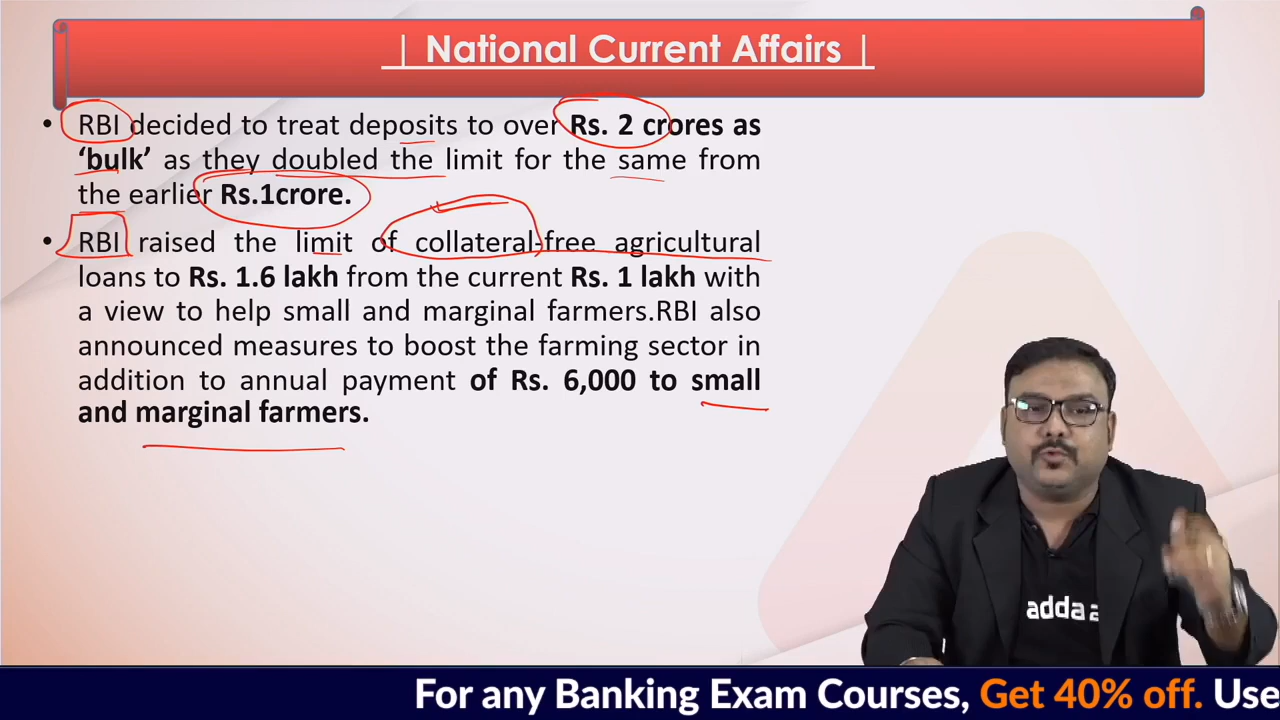 | National Current Affairs |
• RBI decided to treat deposits to over Rs. 2 crores as
‘bulk’ as they doubled the limit for the same from
the earlier Rs.1crore.
• RBI raised the limit of collateral-free agricultural
loans to Rs. 1.6 lakh from the current Rs. 1 lakh with
a view to help small and marginal farmers.RBI also
announced measures to boost the farming sector in
addition to annual payment of Rs. 6,000 to small
and marginal farmers.
adda
For any Banking Exam Courses, Get 40% off. Use